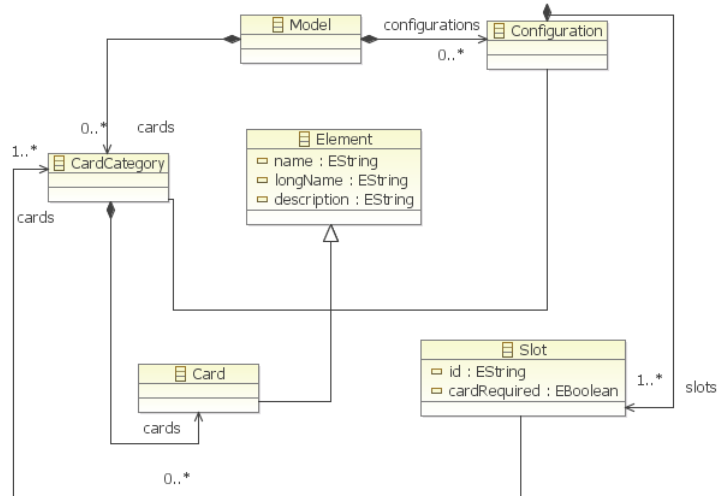 Model
configurations
Configuration
0..*
0..*
cards
1..*
CardCategory
cards
Element
name : EString
longName : EString
description : EString
Slot
id : EString
cardRequired : EBoolean
1..*
slots
Card
cards
0..*